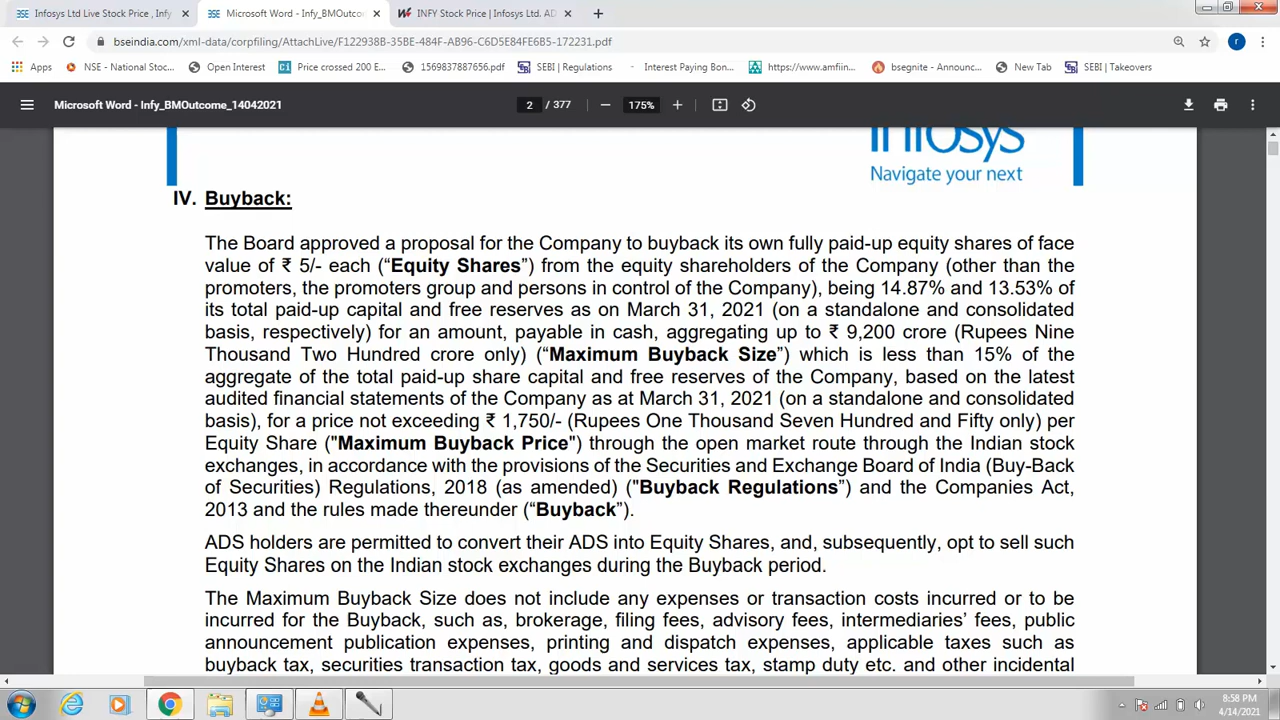 Infosys Ltd Live Stock Price , Infy
Microsoft Word - Infy_BMOutco
INFY Stock Price | Infosys Ltd. AD
bseindia.com/xml-data/corpfiling/AttachLive/F122938B-35BE-484F-AB96-C6D5E84FE6B5-172231.pdf
Apps NSE - National Stoc... Open Interest Price crossed 200 E... 1569837887656.pdf SEBI | Regulations Interest Paying Bon... https://www.amfiin... bsegnite - Announc... New Tab SEBI | Takeovers
Microsoft Word - Infy_BMOutcome_14042021 2 / 377 175%
Infosys
Navigate your next
IV. Buyback:
The Board approved a proposal for the Company to buyback its own fully paid-up equity shares of face
value of ₹ 5/- each (“Equity Shares”) from the equity shareholders of the Company (other than the
promoters, the promoters group and persons in control of the Company), being 14.87% and 13.53% of
its total paid-up capital and free reserves as on March 31, 2021 (on a standalone and consolidated
basis, respectively) for an amount, payable in cash, aggregating up to ₹ 9,200 crore (Rupees Nine
Thousand Two Hundred crore only) (“Maximum Buyback Size”) which is less than 15% of the
aggregate of the total paid-up share capital and free reserves of the Company, based on the latest
audited financial statements of the Company as at March 31, 2021 (on a standalone and consolidated
basis), for a price not exceeding ₹ 1,750/- (Rupees One Thousand Seven Hundred and Fifty only) per
Equity Share ("Maximum Buyback Price") through the open market route through the Indian stock
exchanges, in accordance with the provisions of the Securities and Exchange Board of India (Buy-Back
of Securities) Regulations, 2018 (as amended) ("Buyback Regulations”) and the Companies Act,
2013 and the rules made thereunder (“Buyback”).
ADS holders are permitted to convert their ADS into Equity Shares, and, subsequently, opt to sell such
Equity Shares on the Indian stock exchanges during the Buyback period.
The Maximum Buyback Size does not include any expenses or transaction costs incurred or to be
incurred for the Buyback, such as, brokerage, filing fees, advisory fees, intermediaries’ fees, public
announcement publication expenses, printing and dispatch expenses, applicable taxes such as
buyback tax, securities transaction tax, goods and services tax, stamp duty etc. and other incidental
8:58 PM
4/14/2021